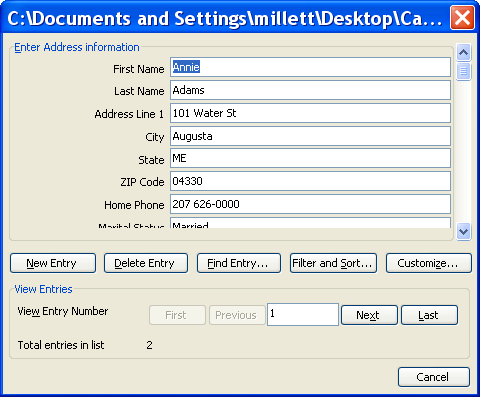 C:\Documents and Settings\millett\Desktop\Ca...
Enter Address information
First Name Annie
Last Name Adams
Address Line 1 101 Water St
City Augusta
State ME
ZIP Code 04330
Home Phone 207 626-0000
Marital Status Married
New Entry Delete Entry Find Entry... Filter and Sort... Customize...
View Entries
View Entry Number First Previous 1 Next Last
Total entries in list 2
Cancel